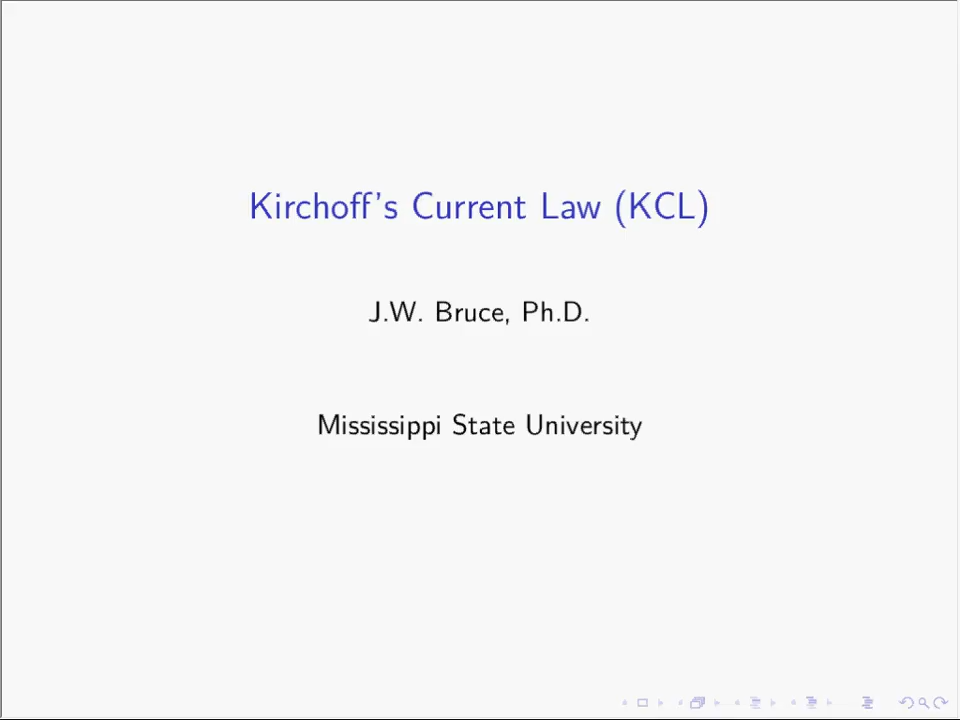 Kirchoff's Current Law (KCL)
J.W. Bruce, Ph.D.
Mississippi State University